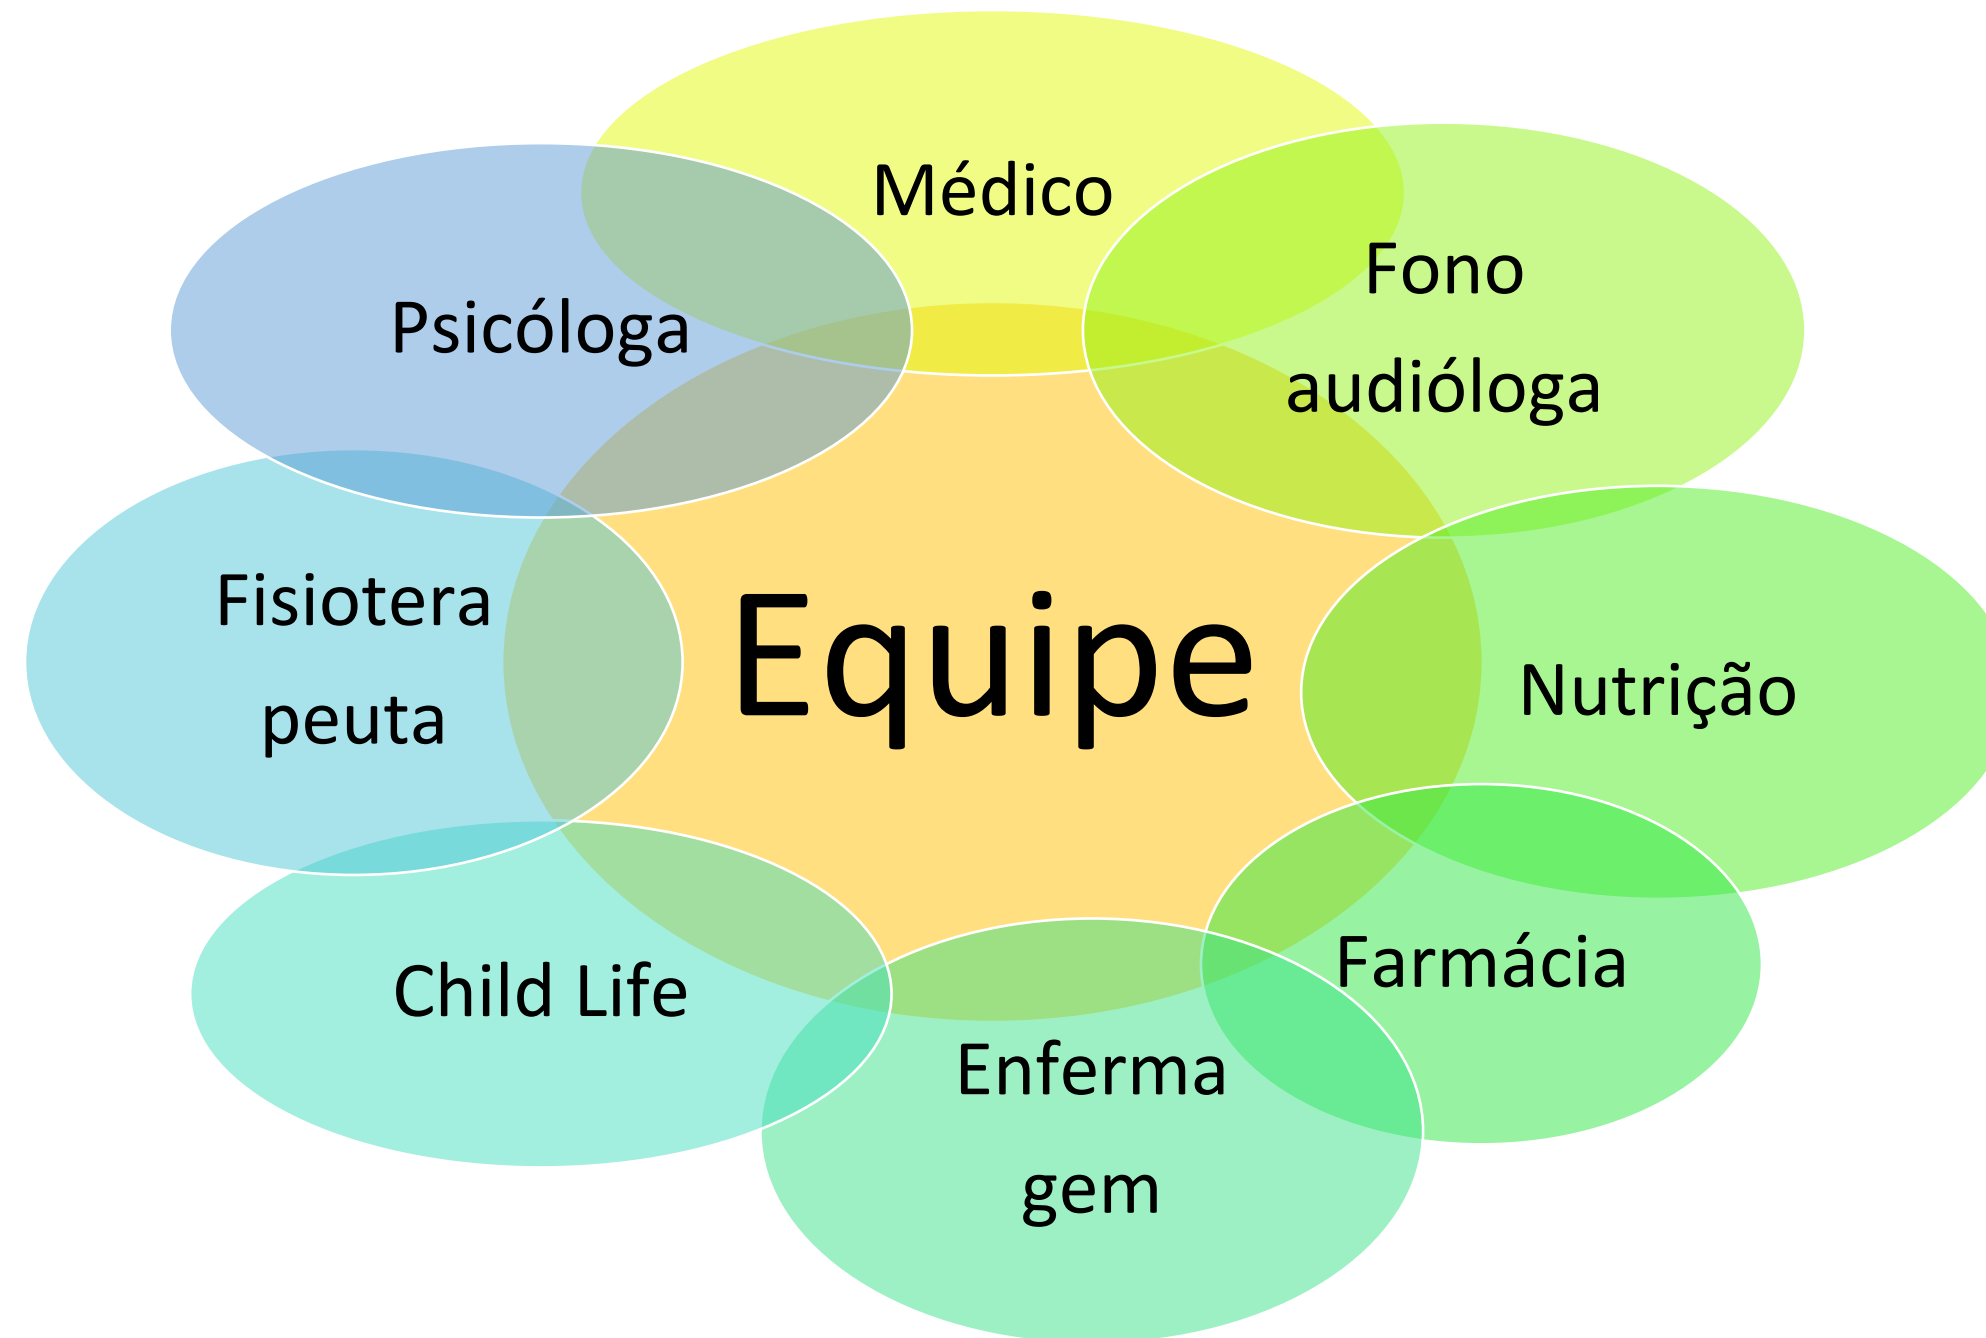 Médico
Fono
audióloga
Psicóloga
Fisiotera
peuta
Equipe
Nutrição
Farmácia
Child Life
Enferma
gem